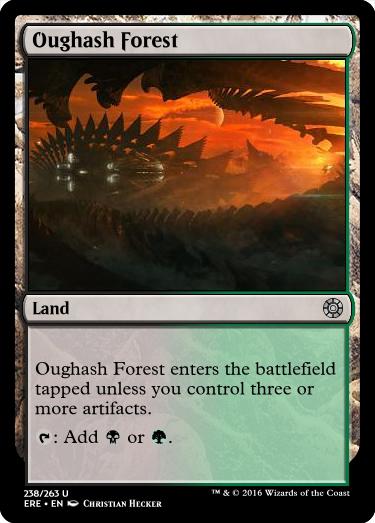 Oughash Forest
Land
Oughash Forest enters the battlefield
tapped unless you control three or
more artifacts.
: Add or .
238/263 U
ERE • EN Christian Hecker
™ & © 2016 Wizards of the Coast